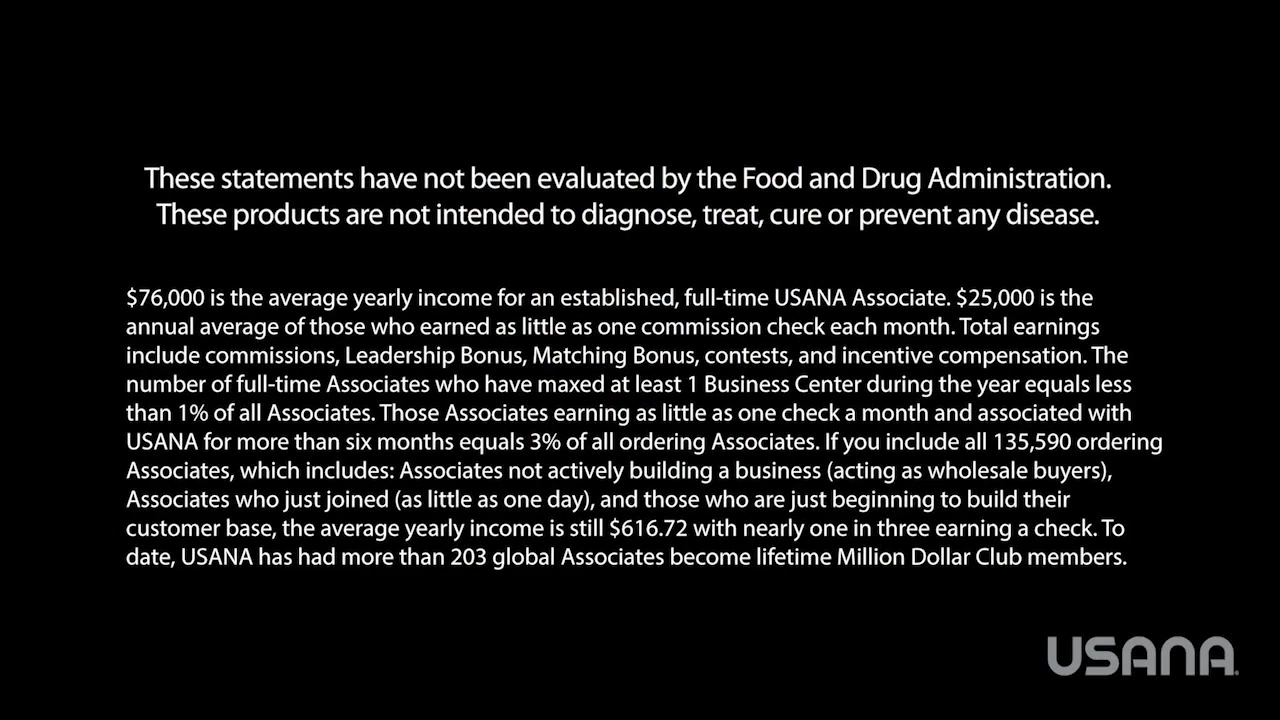 These statements have not been evaluated by the Food and Drug Administration.
These products are not intended to diagnose, treat, cure or prevent any disease.
$76,000 is the average yearly income for an established, full-time USANA Associate. $25,000 is the
annual average of those who earned as little as one commission check each month. Total earnings
include commissions, Leadership Bonus, Matching Bonus, contests, and incentive compensation. The
number of full-time Associates who have maxed at least 1 Business Center during the year equals less
than 1% of all Associates. Those Associates earning as little as one check a month and associated with
USANA for more than six months equals 3% of all ordering Associates. If you include all 135,590 ordering
Associates, which includes: Associates not actively building a business (acting as wholesale buyers),
Associates who just joined (as little as one day), and those who are just beginning to build their
customer base, the average yearly income is still $616.72 with nearly one in three earning a check. To
date, USANA has had more than 203 global Associates become lifetime Million Dollar Club members.
USANA